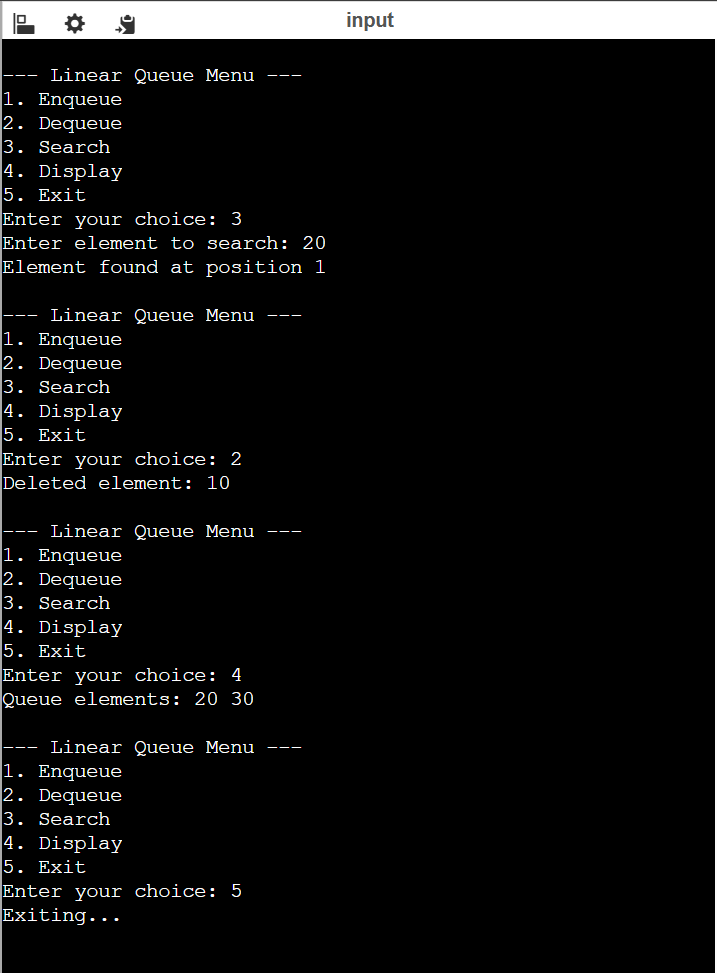 input
--- Linear Queue Menu ---
1. Enqueue
2. Dequeue
3. Search
4. Display
5. Exit
Enter your choice: 3
Enter element to search: 20
Element found at position 1
--- Linear Queue Menu ---
1. Enqueue
2. Dequeue
3. Search
4. Display
5. Exit
Enter your choice: 2
Deleted element: 10
--- Linear Queue Menu ---
1. Enqueue
2. Dequeue
3. Search
4. Display
5. Exit
Enter your choice: 4
Queue elements: 20 30
--- Linear Queue Menu ---
1. Enqueue
2. Dequeue
3. Search
4. Display
5. Exit
Enter your choice: 5
Exiting...